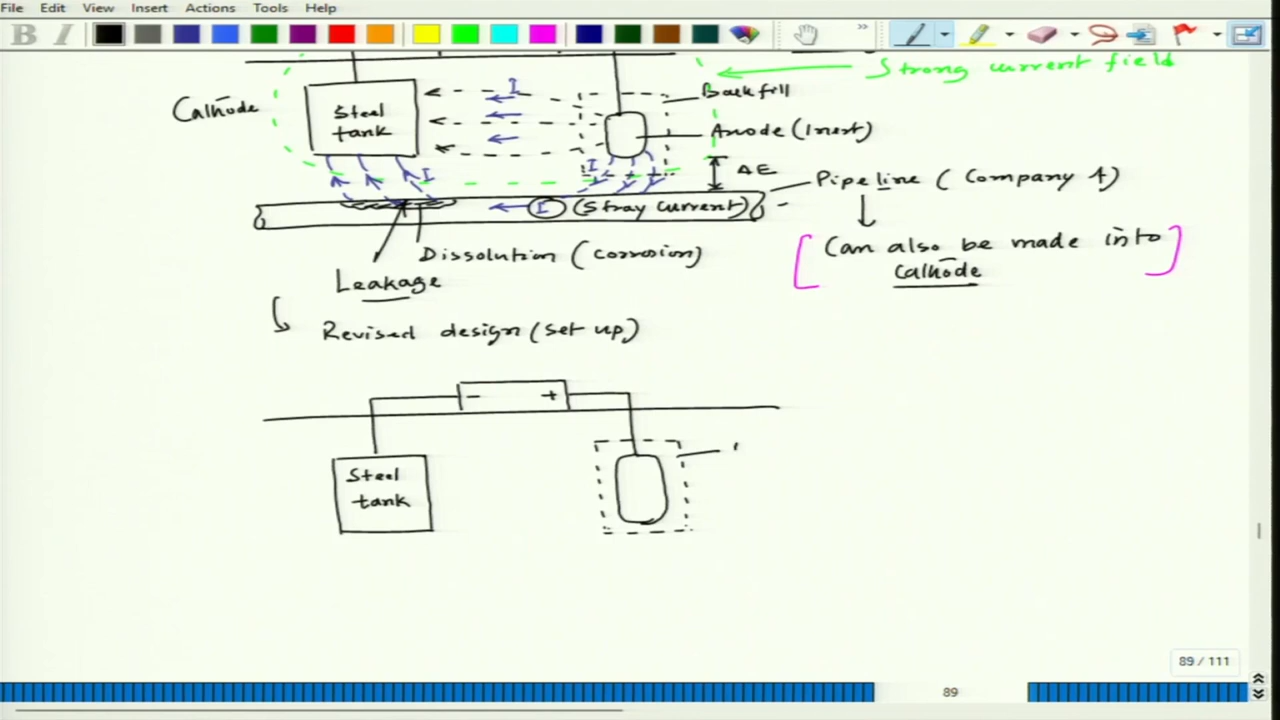 File Edit View Insert Actions Tools Help
B I
Strong current field
Cathode
Steel
tank
I
Backfill
Anode (Inert)
I
I
ΔE
Pipeline ( Company A)
I (Stray current)
Dissolution (corrosion)
Leakage
[ Can also be made into
cathode ]
Revised design (set up)
- +
Steel
tank
89 / 111
89